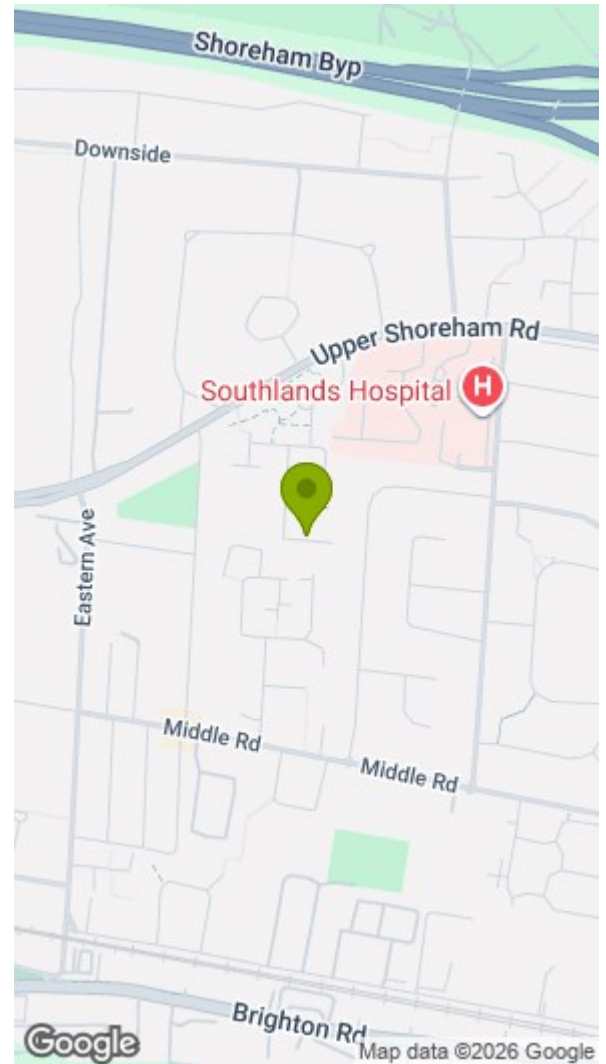 Shoreham Byp
Downside
Upper Shoreham Rd
Southlands Hospital
H
Eastern Ave
Middle Rd
Middle Rd
Brighton Rd
Google
Map data ©2026 Google